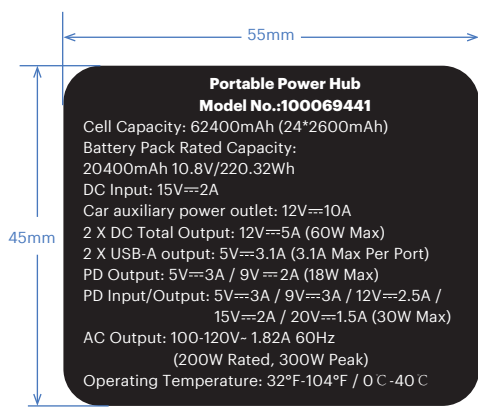 55mm
45mm
Portable Power Hub
Model No.:100069441
Cell Capacity: 62400mAh (24*2600mAh)
Battery Pack Rated Capacity:
20400mAh 10.8V/220.32Wh
DC Input: 15V⎓2A
Car auxiliary power outlet: 12V⎓10A
2 X DC Total Output: 12V⎓5A (60W Max)
2 X USB-A output: 5V⎓3.1A (3.1A Max Per Port)
PD Output: 5V⎓3A / 9V⎓2A (18W Max)
PD Input/Output: 5V⎓3A / 9V⎓3A / 12V⎓2.5A /
15V⎓2A / 20V⎓1.5A (30W Max)
AC Output: 100-120V~ 1.82A 60Hz
(200W Rated, 300W Peak)
Operating Temperature: 32°F-104°F / 0℃-40℃